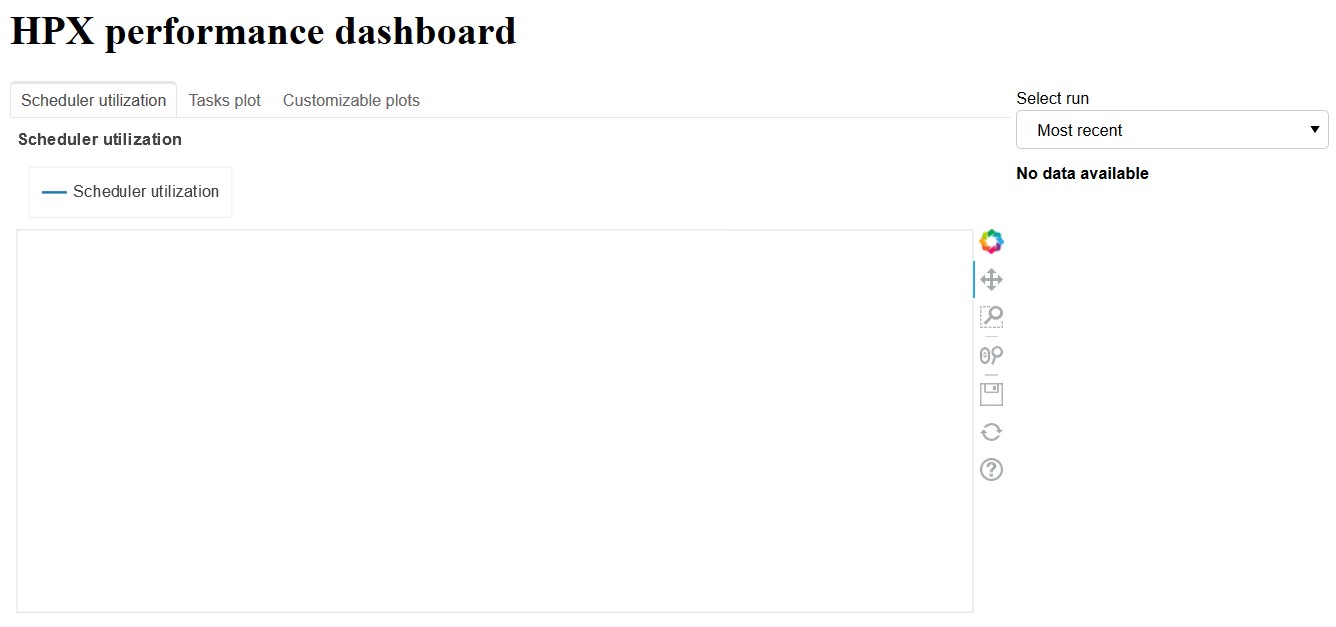 HPX performance dashboard
Scheduler utilization Tasks plot Customizable plots
Scheduler utilization
Scheduler utilization
Select run
Most recent
No data available